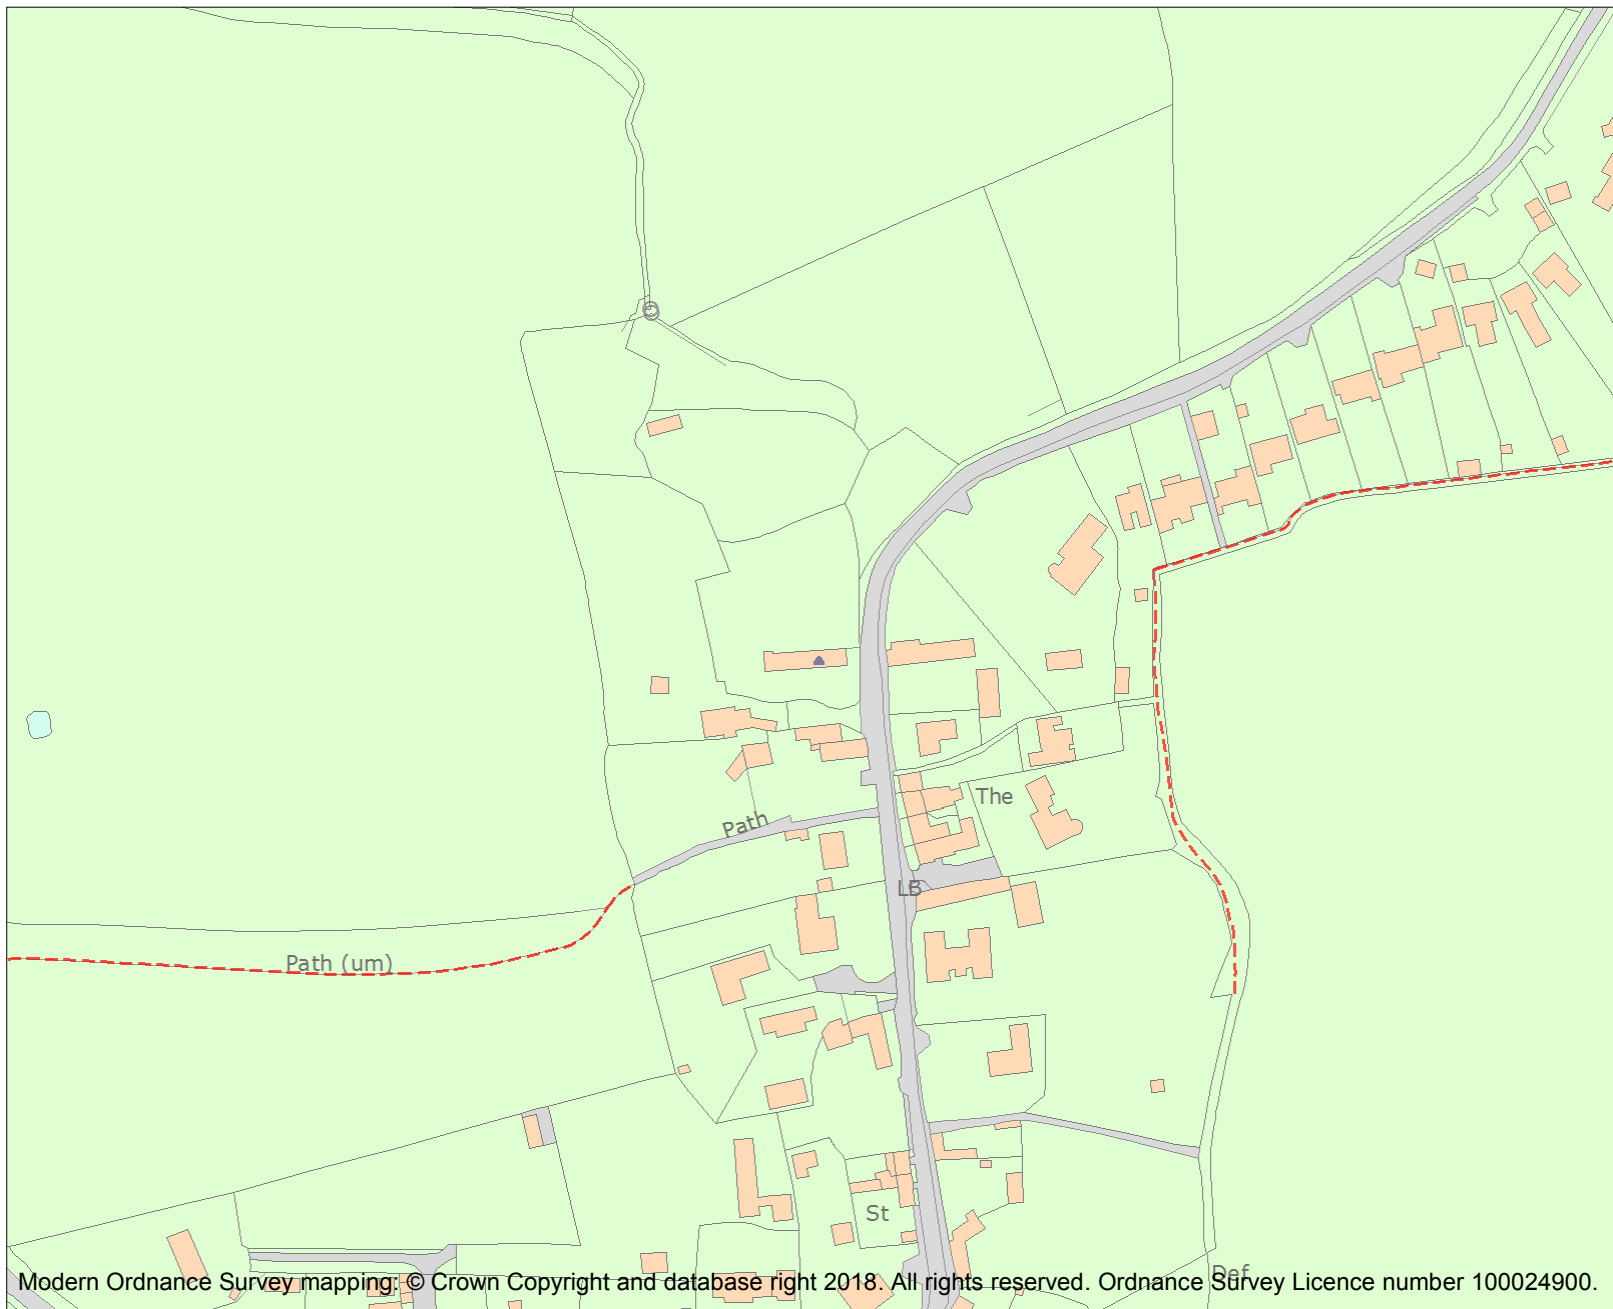 The
Path
LB
Path (um)
St
Def
Modern Ordnance Survey mapping: © Crown Copyright and database right 2018. All rights reserved. Ordnance Survey Licence number 100024900.